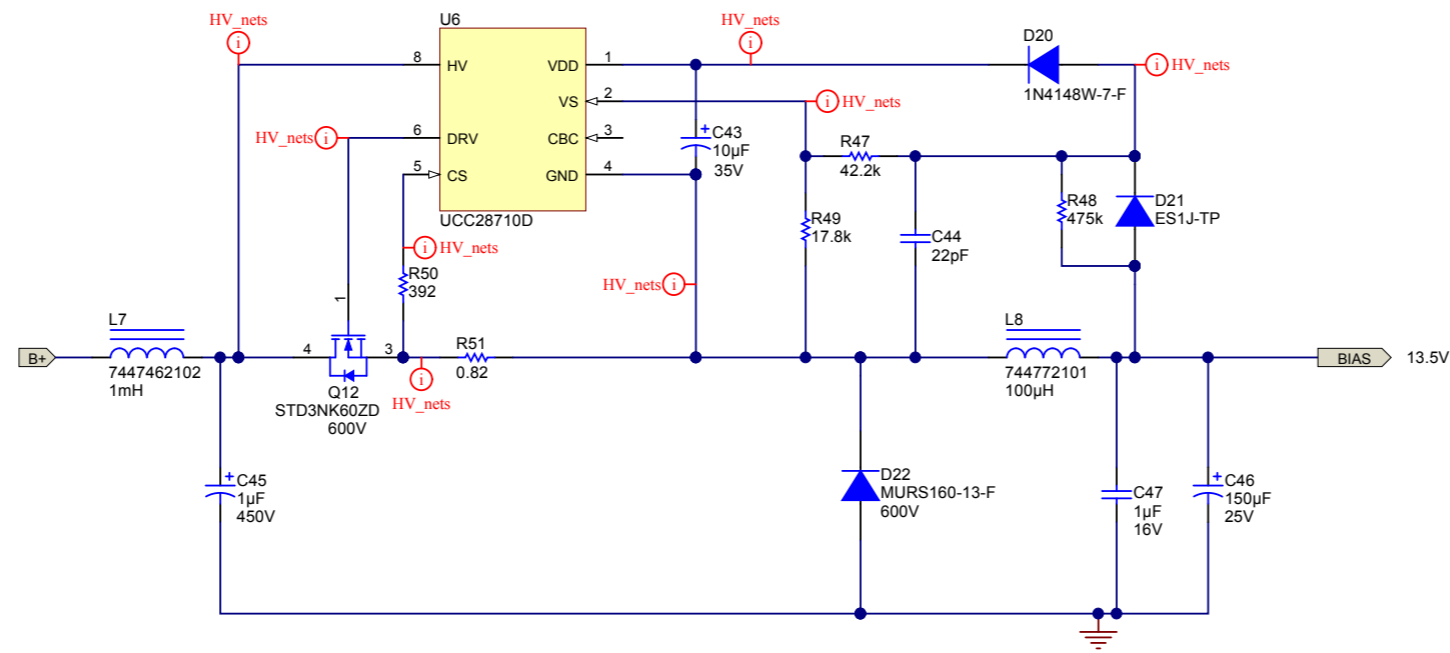 HV_nets
i
U6
HV_nets
i
D20
i HV_nets
1N4148W-7-F
8
HV
VDD
1
VS
2
i HV_nets
HV_nets i
6
DRV
CBC
3
C43
10µF
35V
+
R47
42.2k
5
CS
GND
4
UCC28710D
R49
17.8k
R48
475k
D21
ES1J-TP
C44
22pF
i HV_nets
R50
392
HV_nets i
1
L7
7447462102
1mH
B+
4
3
Q12
STD3NK60ZD
600V
R51
0.82
i
HV_nets
L8
744772101
100µH
BIAS
13.5V
+
C45
1µF
450V
D22
MURS160-13-F
600V
C47
1µF
16V
+
C46
150µF
25V